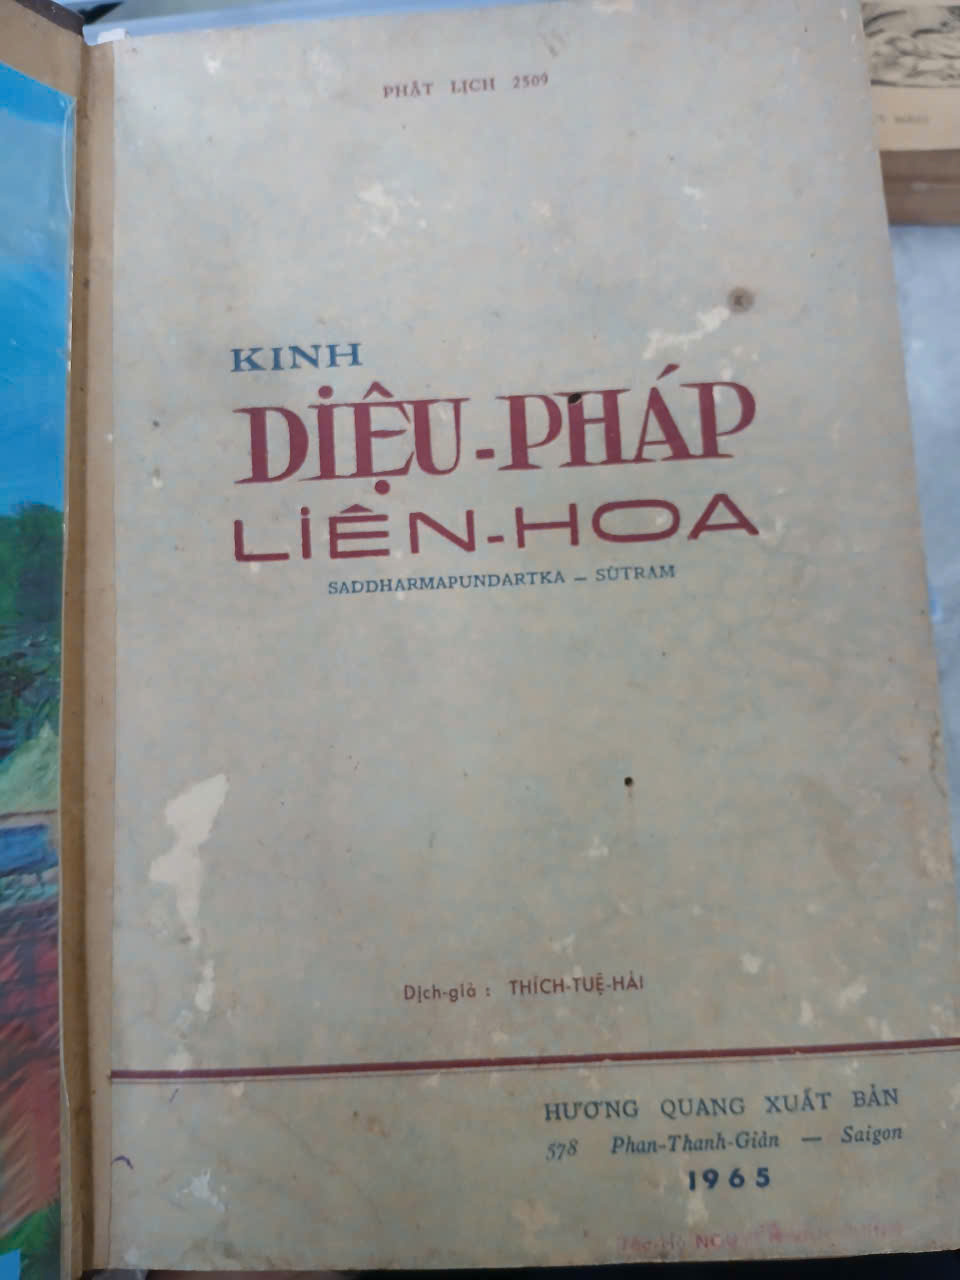 PHẬT LỊCH 2509
KINH
DIỆU-PHÁP
LIÊN-HOA
SADDHARMAPUNDARTKA — SÙTRAM
Dịch-giả : THÍCH-TUỆ-HẢI
HƯƠNG QUANG XUẤT BẢN
578 Phan-Thanh-Giản — Saigon
1965